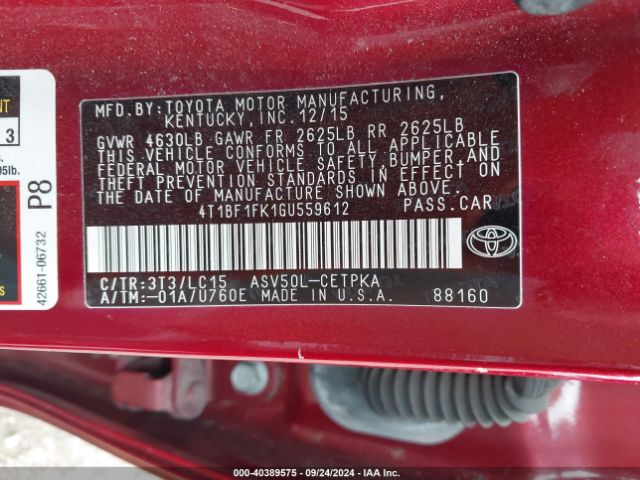 MFD. BY: TOYOTA MOTOR MANUFACTURING,
KENTUCKY, INC. 12/15
GVWR 4630LB GAWR FR 2625LB RR 2625LB
THIS VEHICLE CONFORMS TO ALL APPLICABLE
FEDERAL MOTOR VEHICLE SAFETY, BUMPER, AND
THEFT PREVENTION STANDARDS IN EFFECT ON
THE DATE OF MANUFACTURE SHOWN ABOVE.
4T1BF1FK1GU559612 PASS.CAR
C/TR:3T3/LC15 ASV50L-CETPKA
A/TM:-01A/U760E MADE IN U.S.A. 88160
3
P8
42661-06732
000-40389575 - 09/24/2024 - IAA Inc.